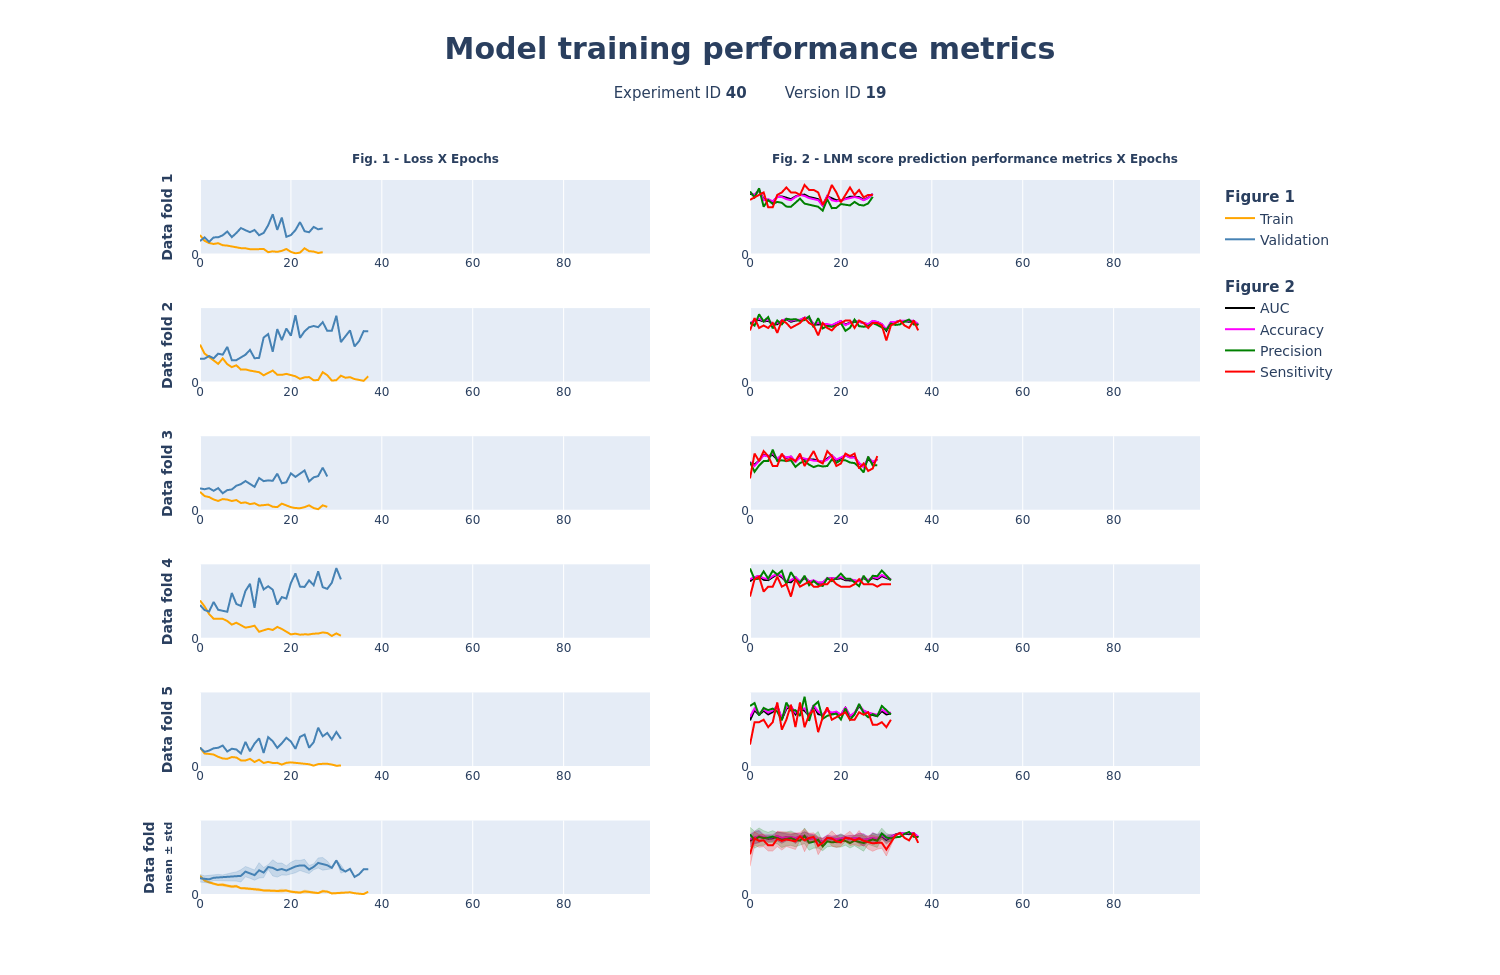 Model training performance metrics
Experiment ID 40 Version ID 19
Fig. 1 - Loss X Epochs
Fig. 2 - LNM score prediction performance metrics X Epochs
Data fold 1
0
0 20 40 60 80
0
0 20 40 60 80
Data fold 2
0
0 20 40 60 80
0
0 20 40 60 80
Data fold 3
0
0 20 40 60 80
0
0 20 40 60 80
Data fold 4
0
0 20 40 60 80
0
0 20 40 60 80
Data fold 5
0
0 20 40 60 80
0
0 20 40 60 80
Data fold
mean ± std
0
0 20 40 60 80
0
0 20 40 60 80
Figure 1
Train
Validation
Figure 2
AUC
Accuracy
Precision
Sensitivity